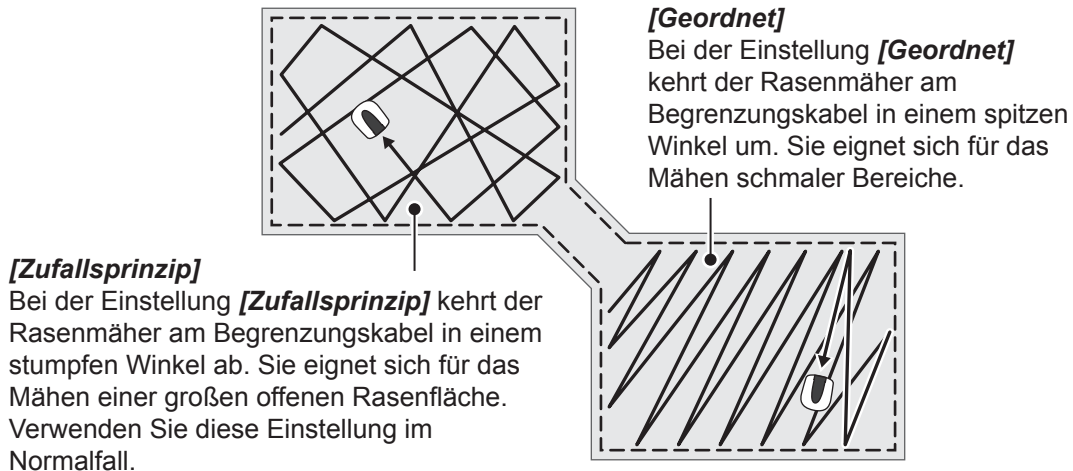 [Geordnet]
Bei der Einstellung [Geordnet]
kehrt der Rasenmäher am
Begrenzungskabel in einem spitzen
Winkel um. Sie eignet sich für das
Mähen schmaler Bereiche.
[Zufallsprinzip]
Bei der Einstellung [Zufallsprinzip] kehrt der
Rasenmäher am Begrenzungskabel in einem
stumpfen Winkel ab. Sie eignet sich für das
Mähen einer großen offenen Rasenfläche.
Verwenden Sie diese Einstellung im
Normalfall.